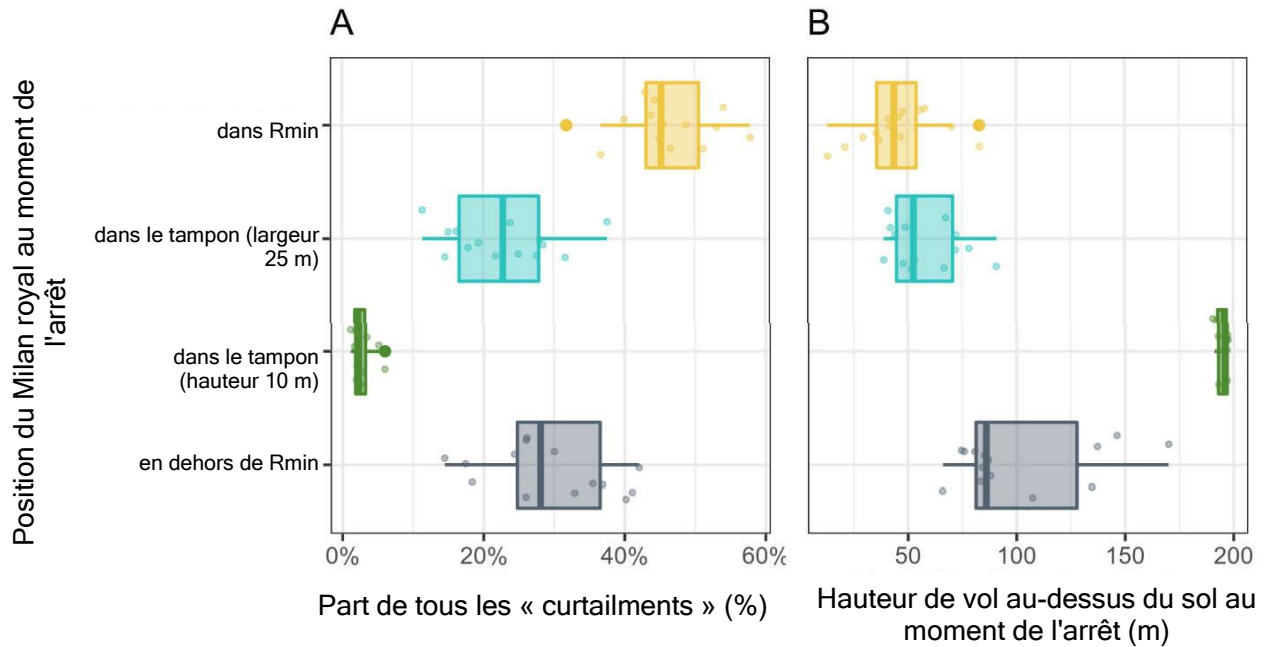 A
B
Position du Milan royal au moment de
l'arrêt
dans Rmin
dans le tampon (largeur
25 m)
dans le tampon
(hauteur 10 m)
en dehors de Rmin
0% 20% 40% 60%
50 100 150 200
Part de tous les « curtailments » (%)
Hauteur de vol au-dessus du sol au
moment de l'arrêt (m)